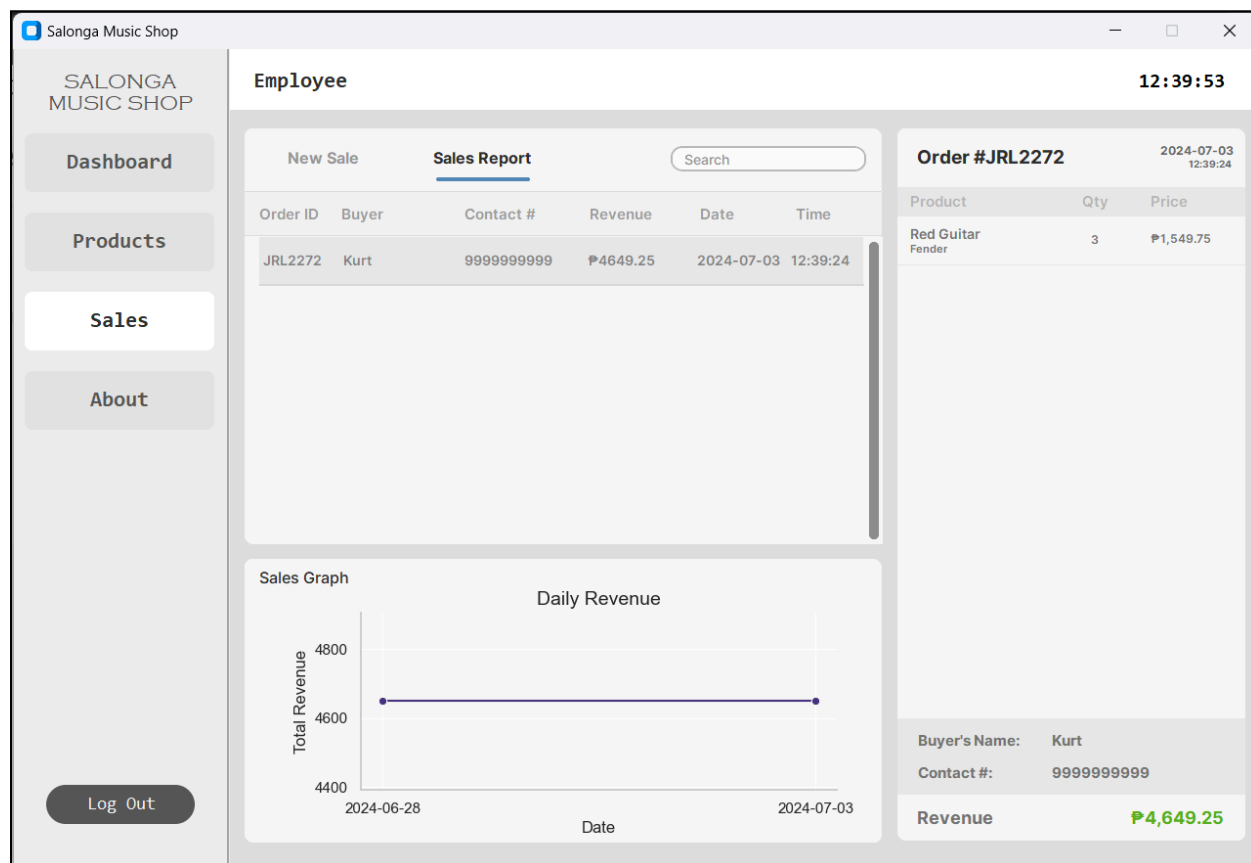 Salonga Music Shop
SALONGA
MUSIC SHOP
Dashboard
Products
Sales
About
Log Out
Employee
12:39:53
New Sale
Sales Report
Search
Order ID Buyer Contact # Revenue Date Time
JRL2272 Kurt 9999999999 ₱4649.25 2024-07-03 12:39:24
Sales Graph
Daily Revenue
Total Revenue
4800
4600
4400
2024-06-28 2024-07-03
Date
Order #JRL2272
2024-07-03
12:39:24
Product Qty Price
Red Guitar 3 ₱1,549.75
Fender
Buyer's Name: Kurt
Contact #: 9999999999
Revenue ₱4,649.25